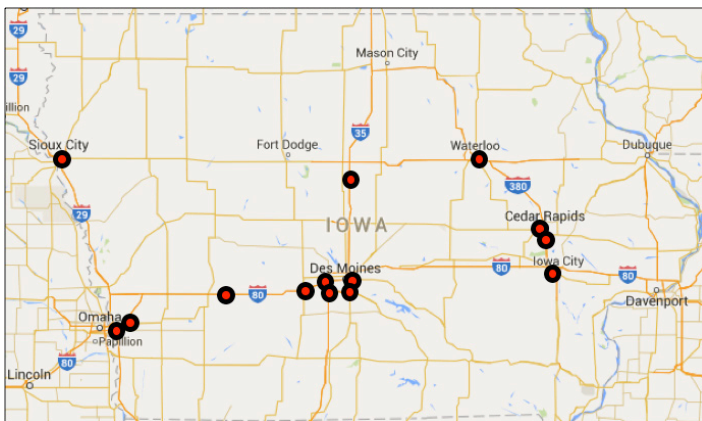 29
Mason City
29
illion
35
Sioux City
Fort Dodge
Waterloo
Dubuque
380
29
IOWA
Cedar Rapids
Iowa City
Des Moines
80
80
80
Davenport
Omaha
Papillion
80
Lincoln